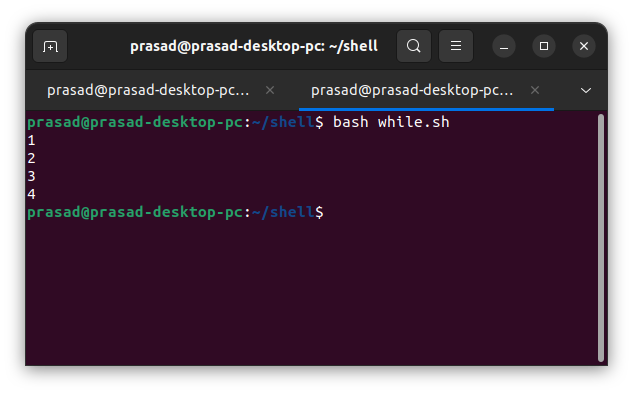 prasad@prasad-desktop-pc: ~/shell
prasad@prasad-desktop-pc... prasad@prasad-desktop-pc...
prasad@prasad-desktop-pc:~/shell$ bash while.sh
1
2
3
4
prasad@prasad-desktop-pc:~/shell$